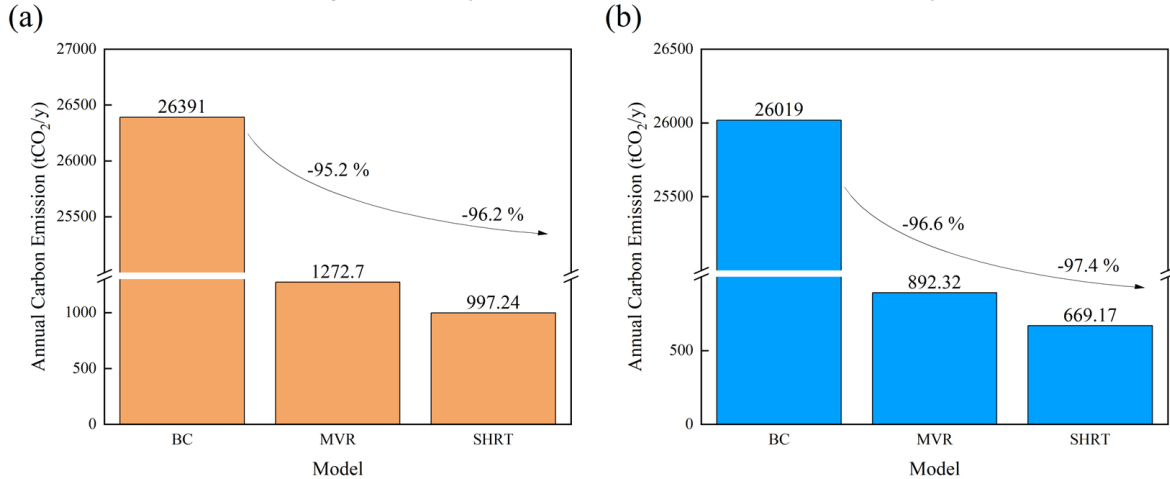 (a)
27000
26500
26000
25500
1000
500
0
Annual Carbon Emission (tCO₂/y)
26391
-95.2 %
-96.2 %
1272.7
997.24
BC MVR SHRT
Model
(b)
26500
26000
25500
500
0
Annual Carbon Emission (tCO₂/y)
26019
-96.6 %
-97.4 %
892.32
669.17
BC MVR SHRT
Model